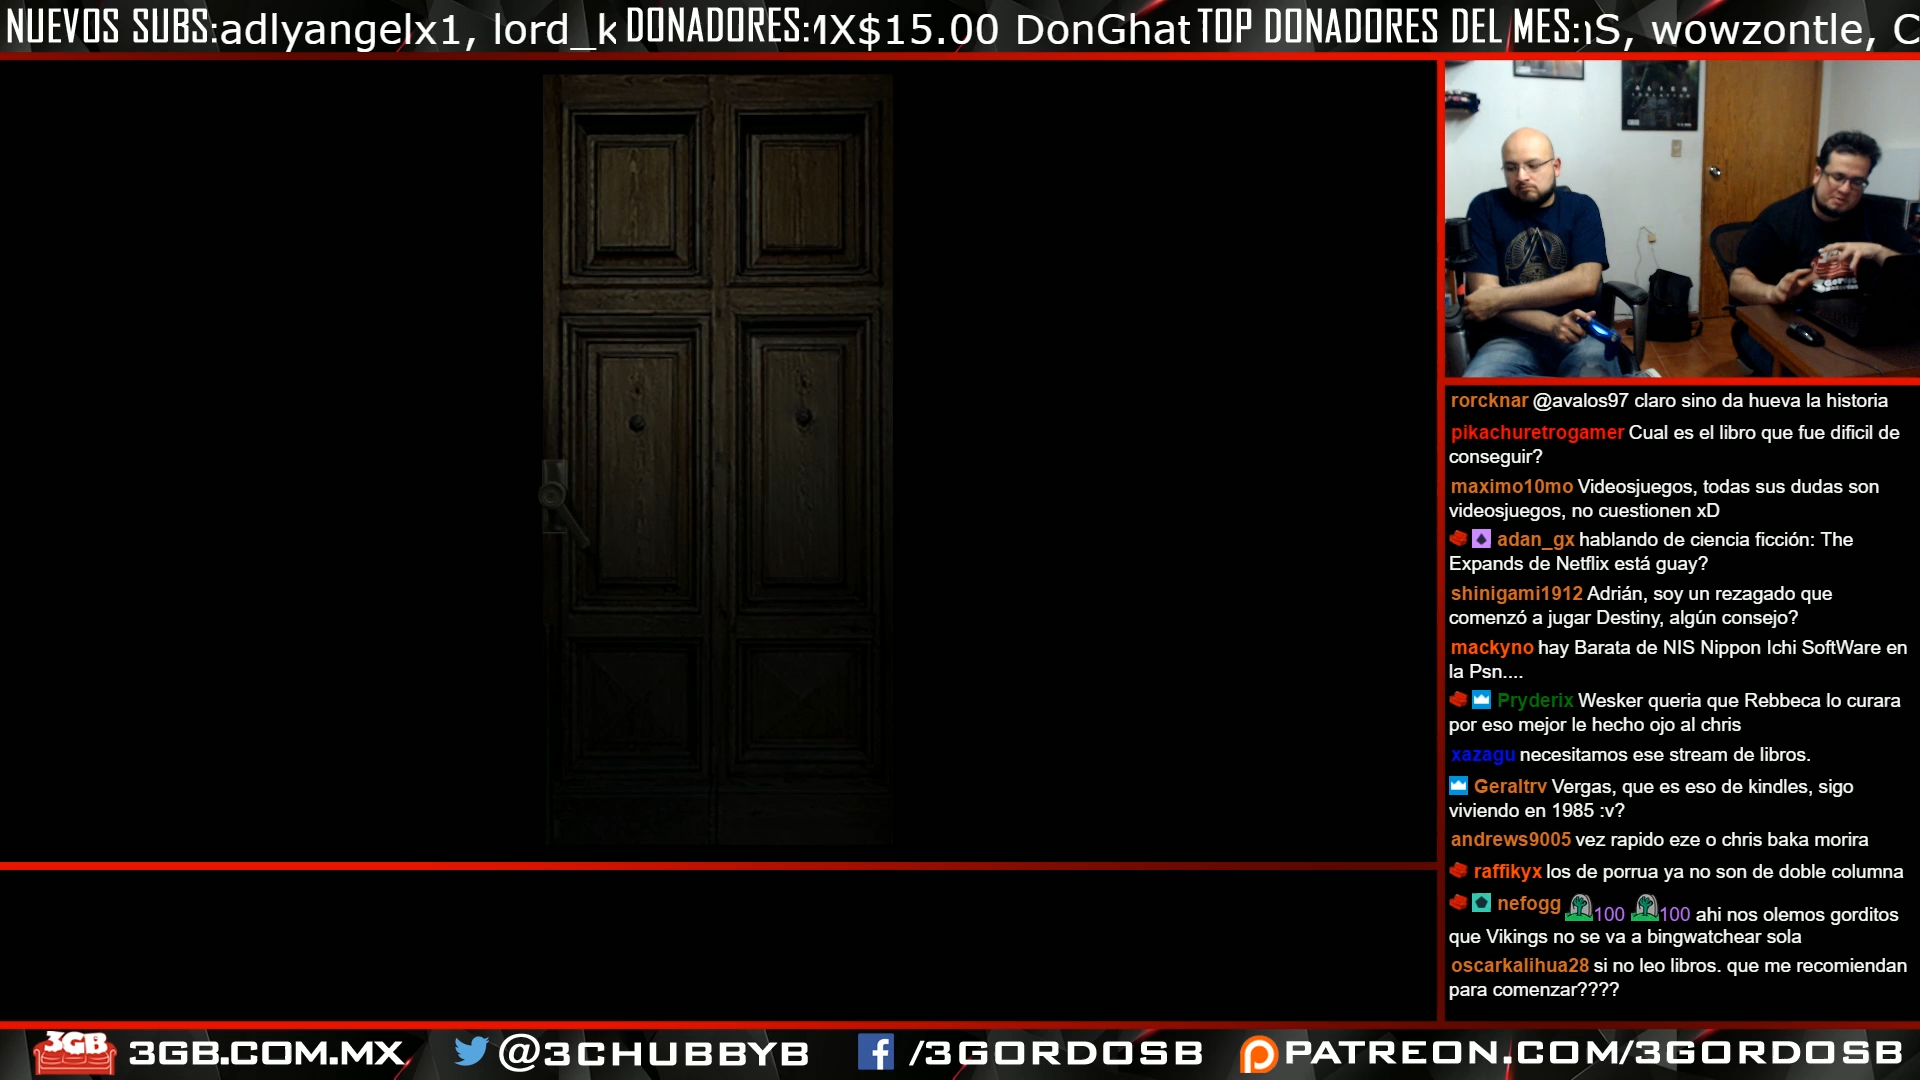 NUEVOS SUBS: adlyangelx1, lord_k DONADORES: MX$15.00 DonGhat TOP DONADORES DEL MES: S, wowzontle, C
ALIEN
rorcknar @avalos97 claro sino da hueva la historia
pikachuretrogamer Cual es el libro que fue dificil de
conseguir?
maximo10mo Videosjuegos, todas sus dudas son
videosjuegos, no cuestionen xD
adan_gx hablando de ciencia ficción: The
Expands de Netflix está guay?
shinigami1912 Adrián, soy un rezagado que
comenzó a jugar Destiny, algún consejo?
mackyno hay Barata de NIS Nippon Ichi SoftWare en
la Psn....
Pryderix Wesker queria que Rebbeca lo curara
por eso mejor le hecho ojo al chris
xazagu necesitamos ese stream de libros.
Geraltrv Vergas, que es eso de kindles, sigo
viviendo en 1985 :v?
andrews9005 vez rapido eze o chris baka morira
raffikyx los de porrua ya no son de doble columna
nefogg 100 100 ahi nos olemos gorditos
que Vikings no se va a bingwatchear sola
oscarkalihua28 si no leo libros. que me recomiendan
para comenzar????
3GB 3GB.COM.MX @3CHUBBYB /3GORDOSB PATREON.COM/3GORDOSB